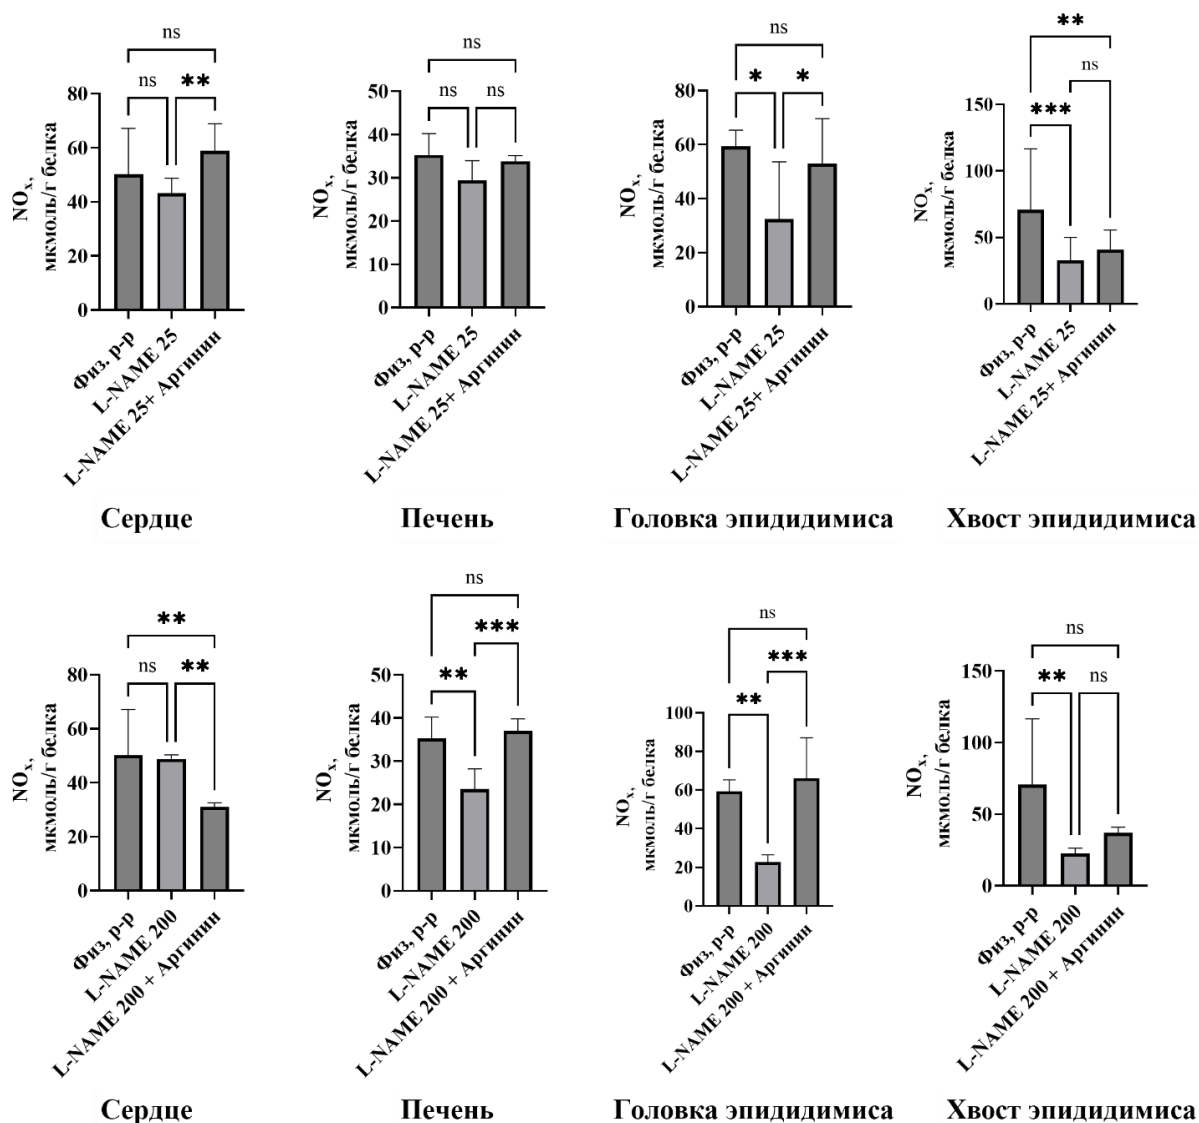 ns
ns
**
80
60
40
20
0
NOx,
мкмоль/г белка
Физ. р-р
L-NAME 25
L-NAME 25+ Аргинин
Сердце
ns
ns
ns
50
40
30
20
10
0
NOx,
мкмоль/г белка
Физ, р-р
L-NAME 25
L-NAME 25+ Аргинин
Печень
ns
*
*
80
60
40
20
0
NOx,
мкмоль/г белка
Физ, р-р
L-NAME 25
L-NAME 25+ Аргинин
Головка эпидидимиса
**
ns
***
150
100
50
0
NOx,
мкмоль/г белка
Физ, р-р
L-NAME 25
L-NAME 25+ Аргинин
Хвост эпидидимиса
**
ns
**
80
60
40
20
0
NOx,
мкмоль/г белка
Физ, р-р
L-NAME 200
L-NAME 200 + Аргинин
Сердце
ns
***
**
50
40
30
20
10
0
NOx,
мкмоль/г белка
Физ, р-р
L-NAME 200
L-NAME 200 + Аргинин
Печень
ns
***
**
100
80
60
40
20
0
NOx,
мкмоль/г белка
Физ, р-р
L-NAME 200
L-NAME 200 + Аргинин
Головка эпидидимиса
ns
**
ns
150
100
50
0
NOx,
мкмоль/г белка
Физ, р-р
L-NAME 200
L-NAME 200 + Аргинин
Хвост эпидидимиса